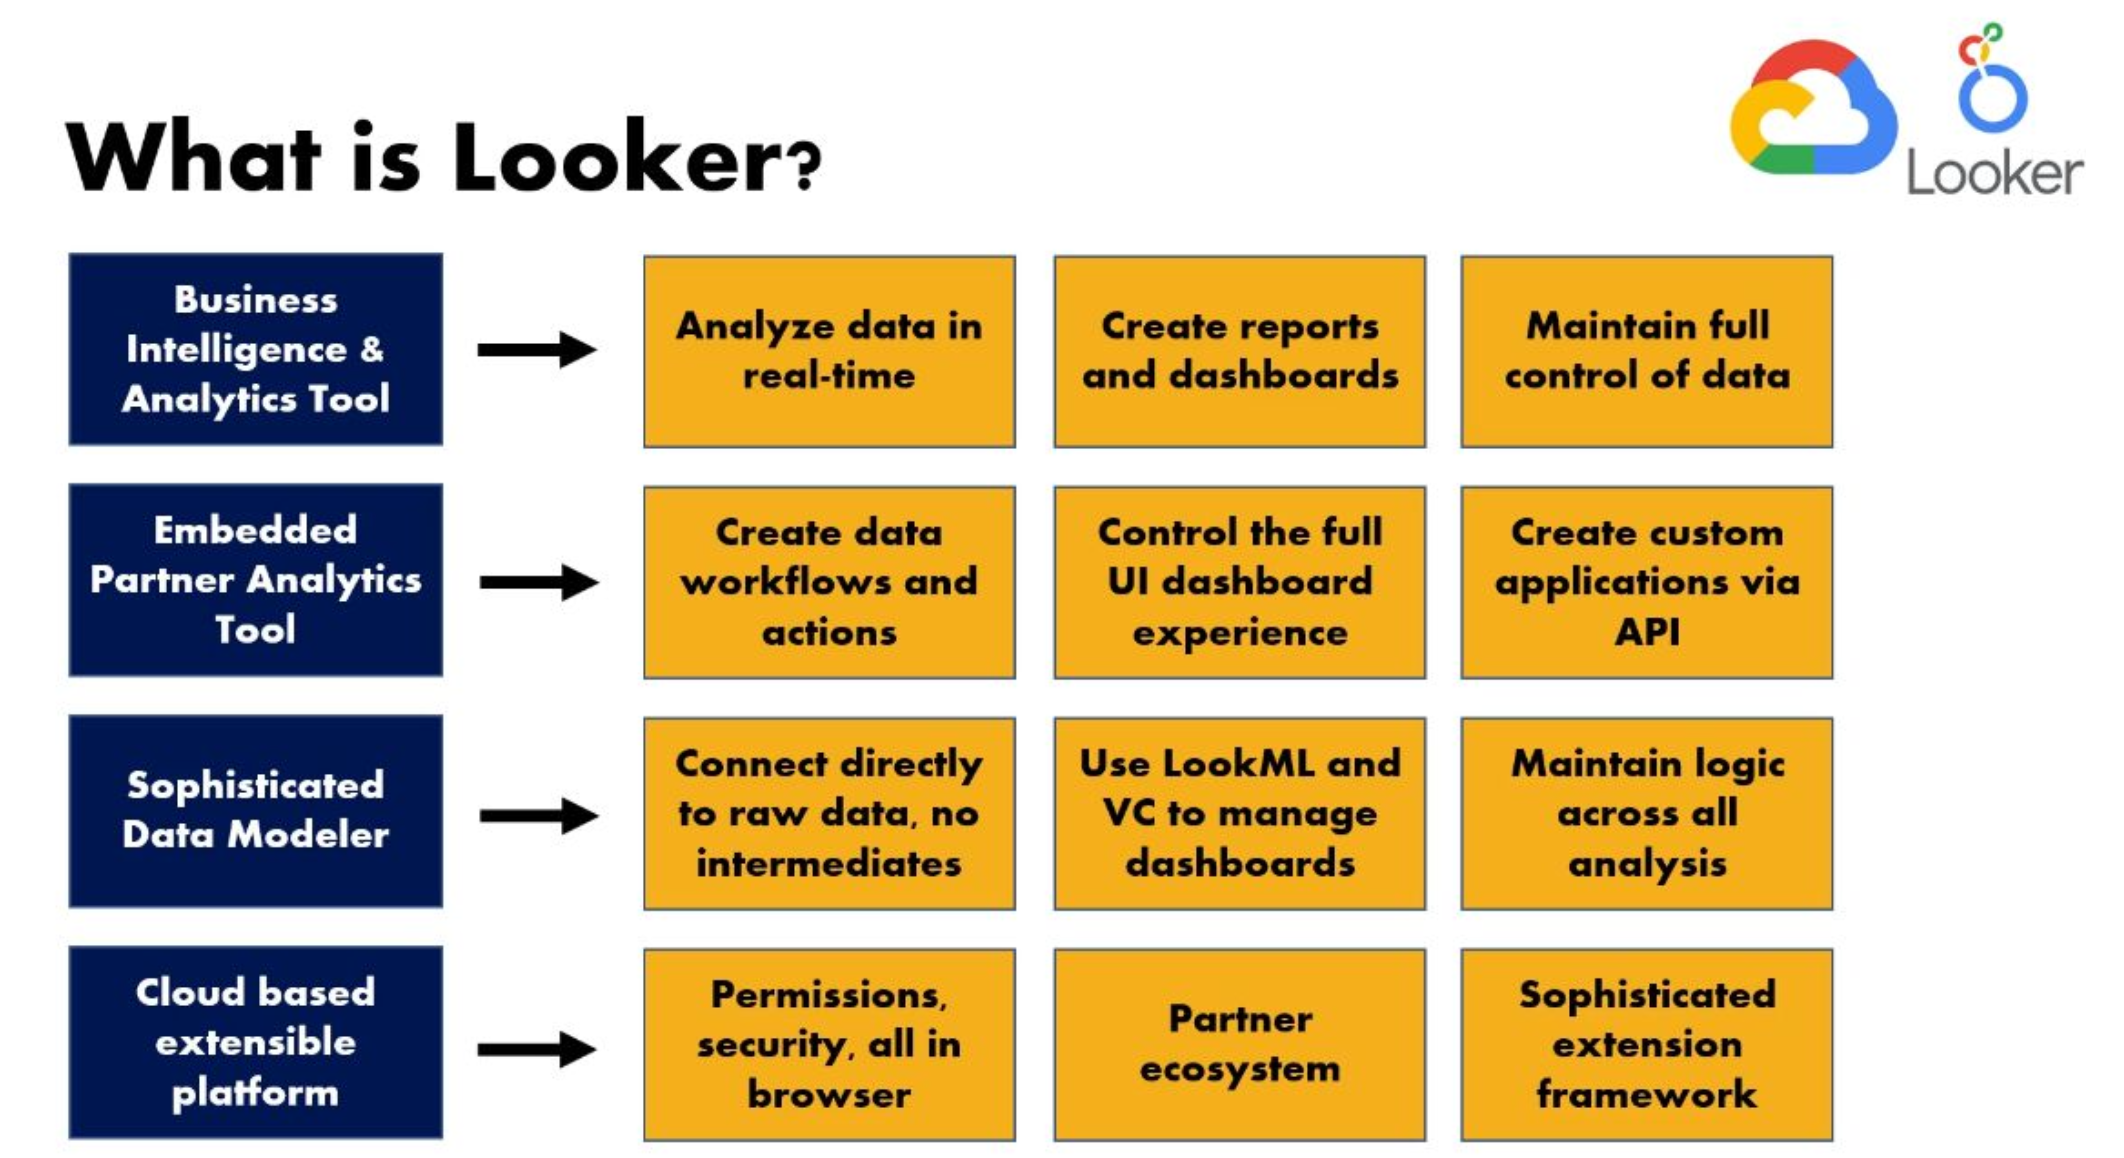 Looker
What is Looker?
Business
Intelligence &
Analytics Tool
Analyze data in
real-time
Create reports
and dashboards
Maintain full
control of data
Embedded
Partner Analytics
Tool
Create data
workflows and
actions
Control the full
UI dashboard
experience
Create custom
applications via
API
Sophisticated
Data Modeler
Connect directly
to raw data, no
intermediates
Use LookML and
VC to manage
dashboards
Maintain logic
across all
analysis
Cloud based
extensible
platform
Permissions,
security, all in
browser
Partner
ecosystem
Sophisticated
extension
framework